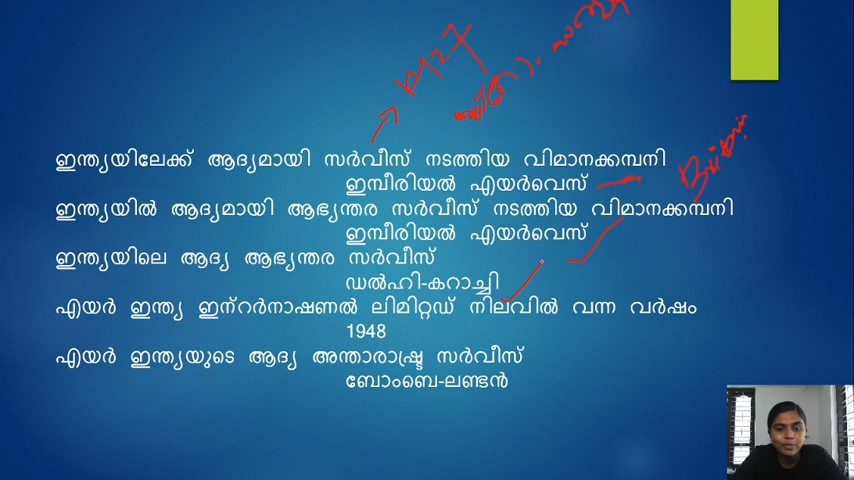 1927
ഇന്ത്യയിലേക്ക് ആദ്യമായി സർവീസ് നടത്തിയ വിമാനക്കമ്പനി
ഇമ്പീരിയൽ എയർവെസ്
ഇന്ത്യയിൽ ആദ്യമായി ആഭ്യന്തര സർവീസ് നടത്തിയ വിമാനക്കമ്പനി
ഇമ്പീരിയൽ എയർവെസ്
ഇന്ത്യയിലെ ആദ്യ ആഭ്യന്തര സർവീസ്
ഡൽഹി-കറാച്ചി
എയർ ഇന്ത്യ ഇന്റർനാഷണൽ ലിമിറ്റഡ് നിലവിൽ വന്ന വർഷം
1948
എയർ ഇന്ത്യയുടെ ആദ്യ അന്താരാഷ്ട്ര സർവീസ്
ബോംബെ-ലണ്ടൻ